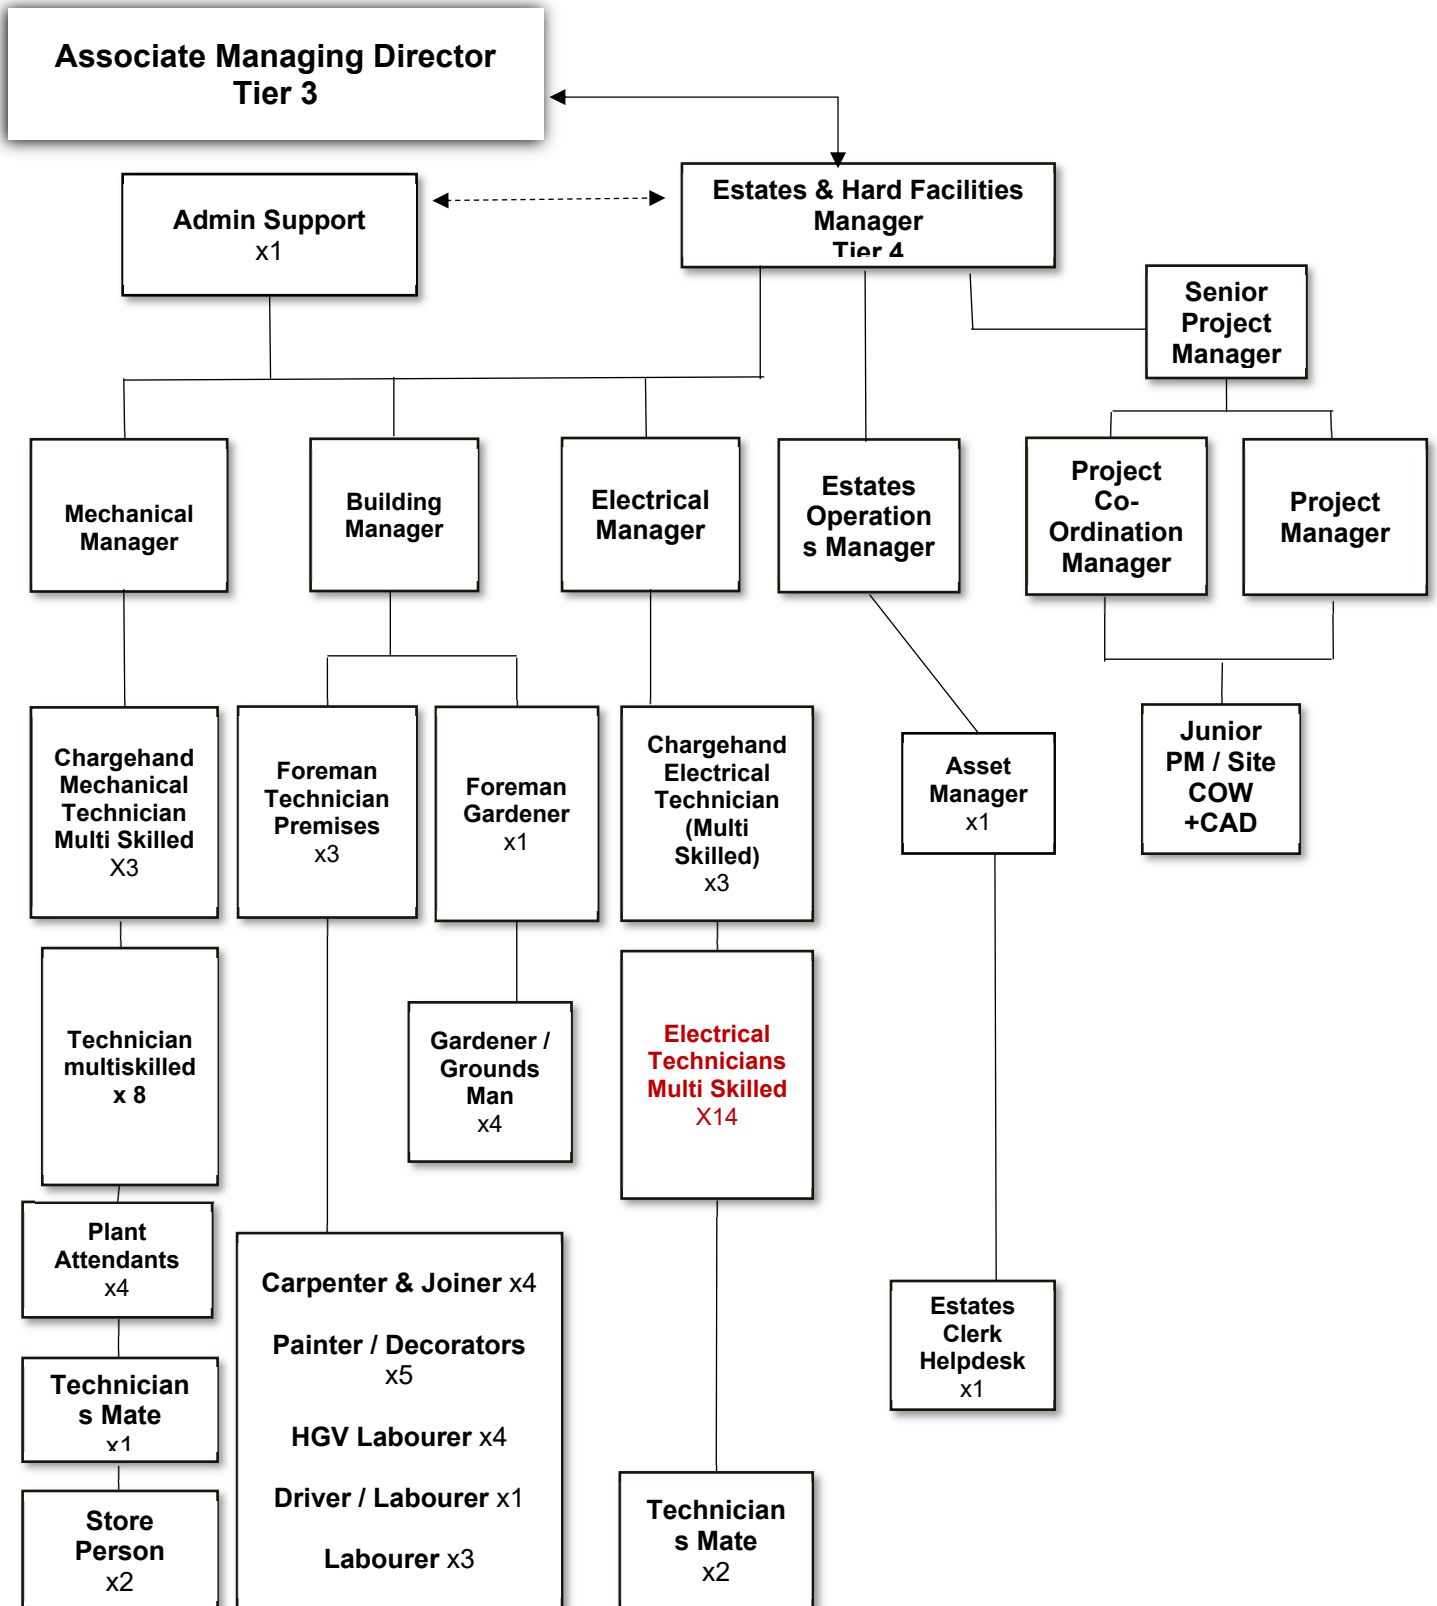 Associate Managing Director
Tier 3
Admin Support
x1
Estates & Hard Facilities
Manager
Tier 4
Senior
Project
Manager
Mechanical
Manager
Building
Manager
Electrical
Manager
Estates
Operation
s Manager
Project
Co-
Ordination
Manager
Project
Manager
Chargehand
Mechanical
Technician
Multi Skilled
X3
Foreman
Technician
Premises
x3
Foreman
Gardener
x1
Chargehand
Electrical
Technician
(Multi
Skilled)
x3
Asset
Manager
x1
Junior
PM / Site
COW
+CAD
Technician
multiskilled
x 8
Gardener /
Grounds
Man
x4
Electrical
Technicians
Multi Skilled
X14
Plant
Attendants
x4
Carpenter & Joiner x4
Painter / Decorators
x5
HGV Labourer x4
Driver / Labourer x1
Labourer x3
Estates
Clerk
Helpdesk
x1
Technician
s Mate
x1
Store
Person
x2
Technician
s Mate
x2